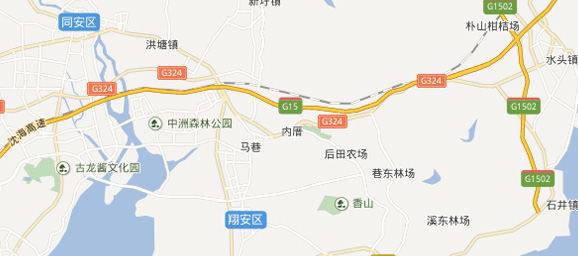 新圩镇
G1502
同安区
朴山柑桔场
洪塘镇
水头镇
G324
G324
G324
G15
G1502
G324
沈海高速
中洲森林公园
内厝
马巷
后田农场
古龙酱文化园
巷东林场
G1502
香山
石井镇
翔安区
溪东林场